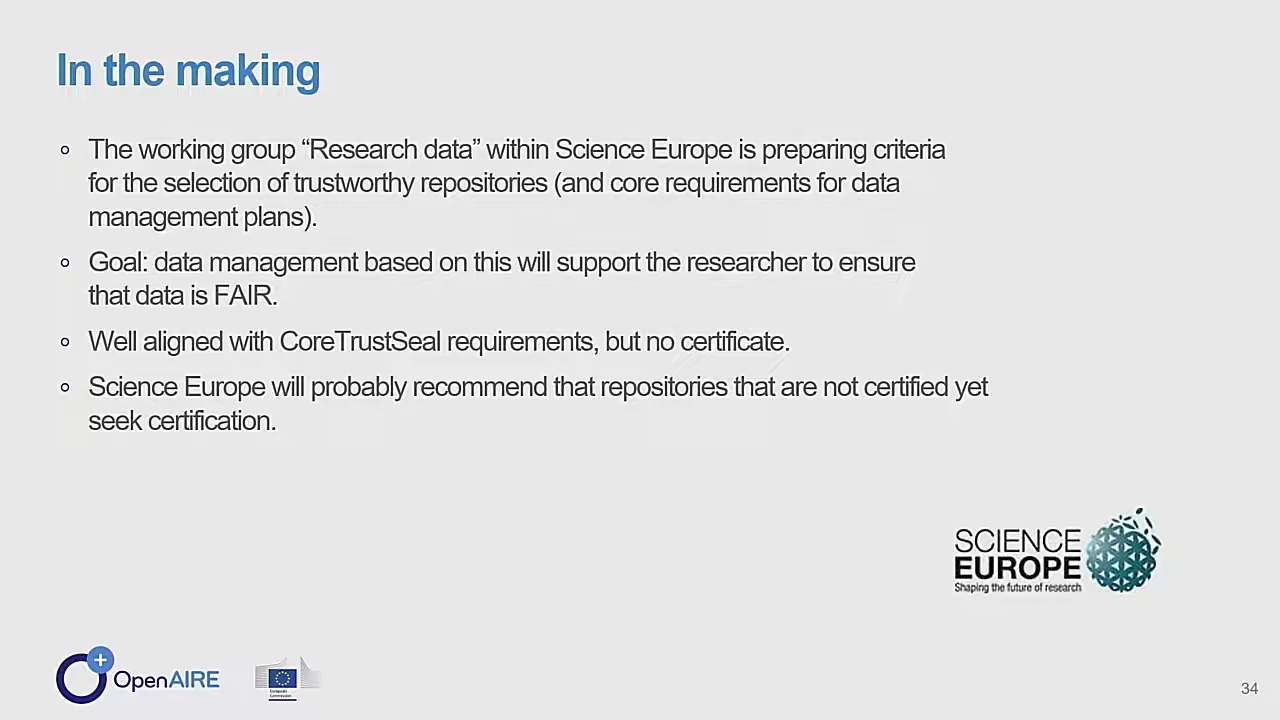 In the making
The working group “Research data” within Science Europe is preparing criteria
for the selection of trustworthy repositories (and core requirements for data
management plans).
Goal: data management based on this will support the researcher to ensure
that data is FAIR.
Well aligned with CoreTrustSeal requirements, but no certificate.
Science Europe will probably recommend that repositories that are not certified yet
seek certification.
SCIENCE
EUROPE
Shaping the future of research
OpenAIRE
European
Commission
34